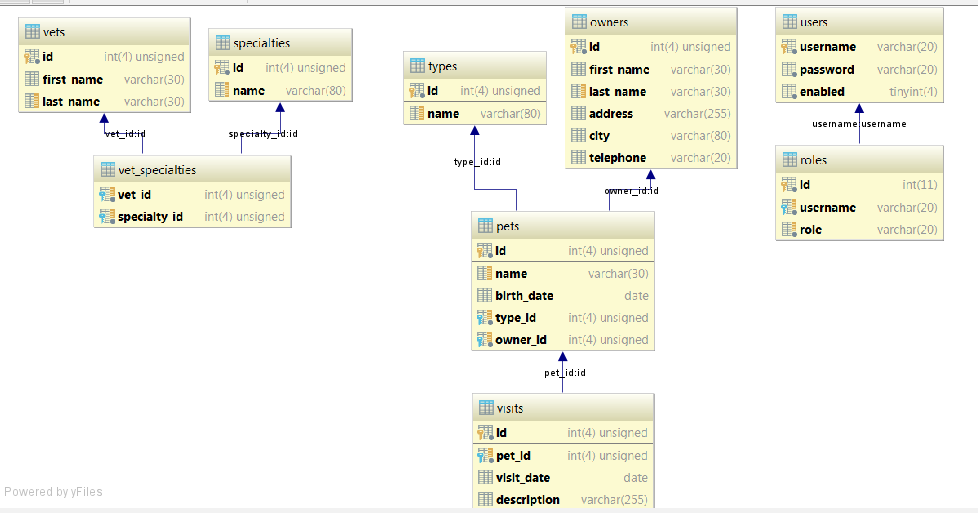 vets
id int(4) unsigned
first_name varchar(30)
last_name varchar(30)
vet_id:id
specialties
id int(4) unsigned
name varchar(80)
specialty_id:id
vet_specialties
vet_id int(4) unsigned
specialty_id int(4) unsigned
types
id int(4) unsigned
name varchar(80)
type_id:id
owners
id int(4) unsigned
first_name varchar(30)
last_name varchar(30)
address varchar(255)
city varchar(80)
telephone varchar(20)
owner_id:id
pets
id int(4) unsigned
name varchar(30)
birth_date date
type_id int(4) unsigned
owner_id int(4) unsigned
pet_id:id
visits
id int(4) unsigned
pet_id int(4) unsigned
visit_date date
description varchar(255)
users
username varchar(20)
password varchar(20)
enabled tinyint(4)
username:username
roles
id int(11)
username varchar(20)
role varchar(20)
Powered by yFiles